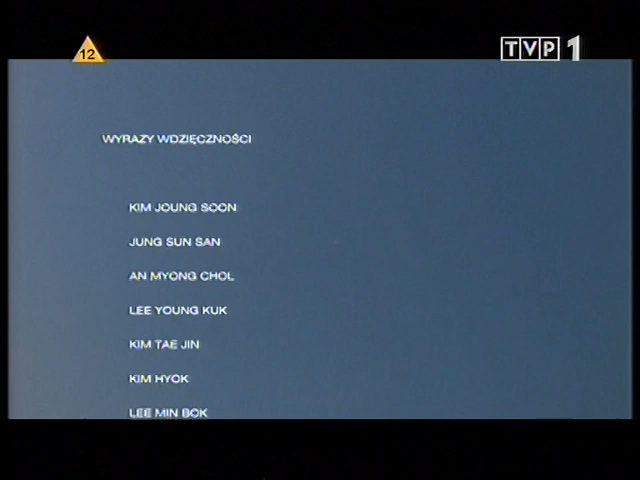 12
TVP 1
WYRAZY WDZIĘCZNOŚCI
KIM JOUNG SOON
JUNG SUN SAN
AN MYONG CHOL
LEE YOUNG KUK
KIM TAE JIN
KIM HYOK
LEE MIN BOK